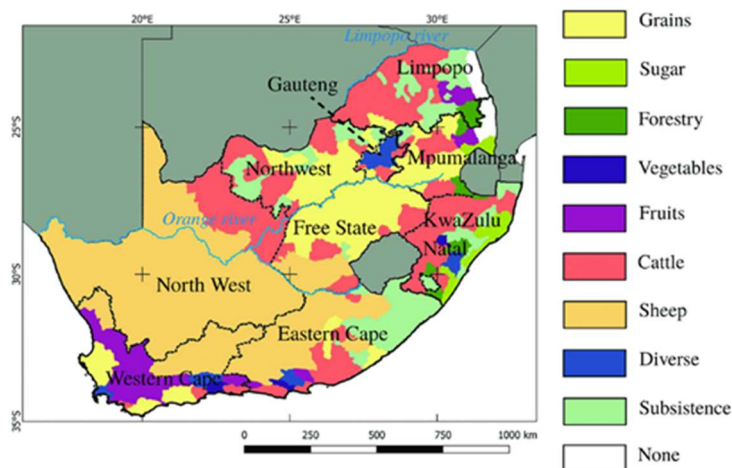 20°E
25°E
30°E
Limpopo river
Limpopo
Gauteng
25°S
Northwest
Mpumalanga
Orange river
Free State
KwaZulu
Natal
30°S
North West
Eastern Cape
Western Cape
35°S
0
250
500
750
1000 km
Grains
Sugar
Forestry
Vegetables
Fruits
Cattle
Sheep
Diverse
Subsistence
None